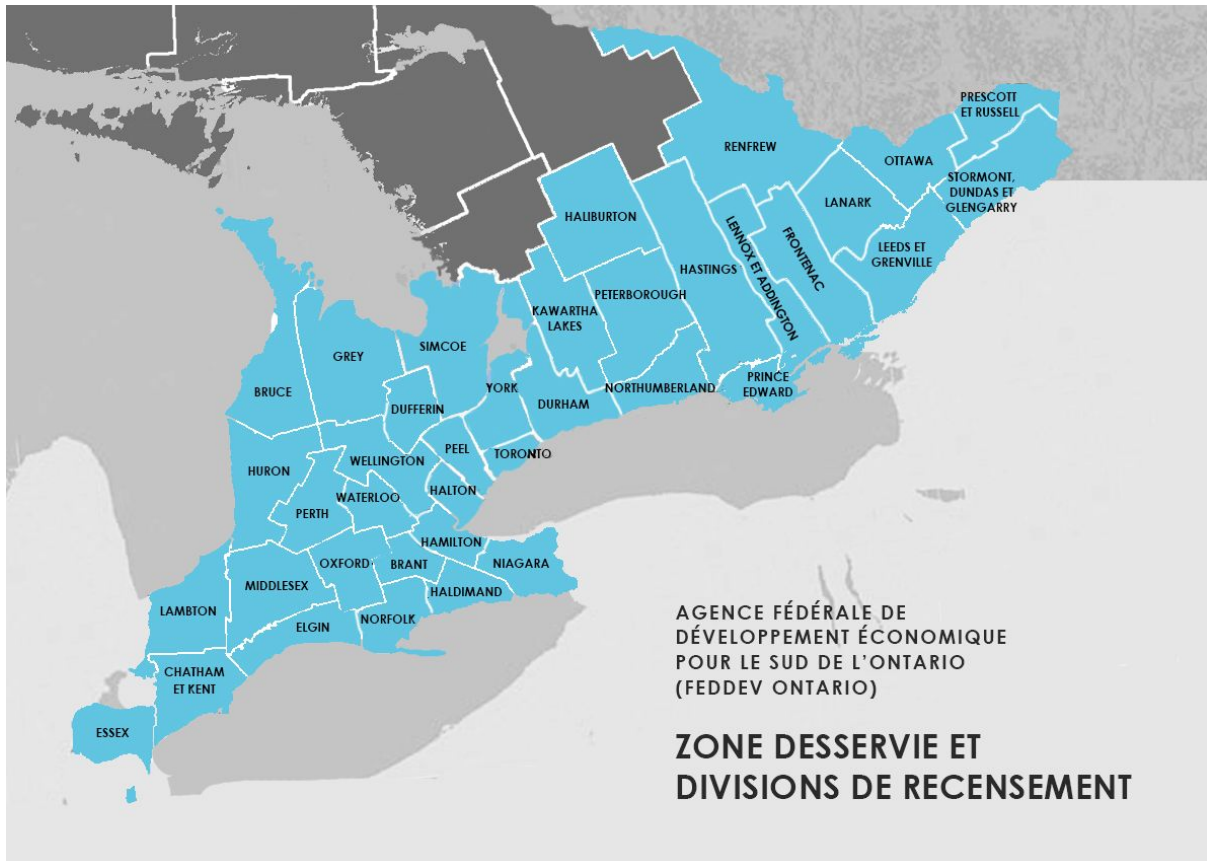 PRESCOTT
ET RUSSELL
OTTAWA
RENFREW
STORMONT,
DUNDAS ET
GLENGARRY
LANARK
HALIBURTON
LENNOX ET ADDINGTON
FRONTENAC
LEEDS ET
GRENVILLE
HASTINGS
PETERBOROUGH
KAWARTHA
LAKES
SIMCOE
GREY
BRUCE
YORK
PRINCE
EDWARD
NORTHUMBERLAND
DURHAM
DUFFERIN
PEEL
TORONTO
WELLINGTON
HURON
HALTON
WATERLOO
PERTH
HAMILTON
OXFORD
BRANT
NIAGARA
MIDDLESEX
HALDIMAND
LAMBTON
NORFOLK
ELGIN
CHATHAM
ET KENT
ESSEX
AGENCE FÉDÉRALE DE
DÉVELOPPEMENT ÉCONOMIQUE
POUR LE SUD DE L'ONTARIO
(FEDDEV ONTARIO)
ZONE DESSERVIE ET
DIVISIONS DE RECENSEMENT